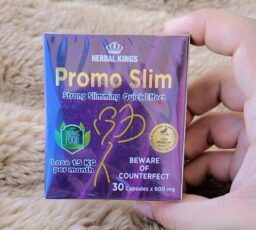 HERBAL KINGS
Promo Slim
Strong Slimming Quick Effect
Lose 15 KG
per month
BEWARE
OF
COUNTERFECT
30 Capsules x 600 mg